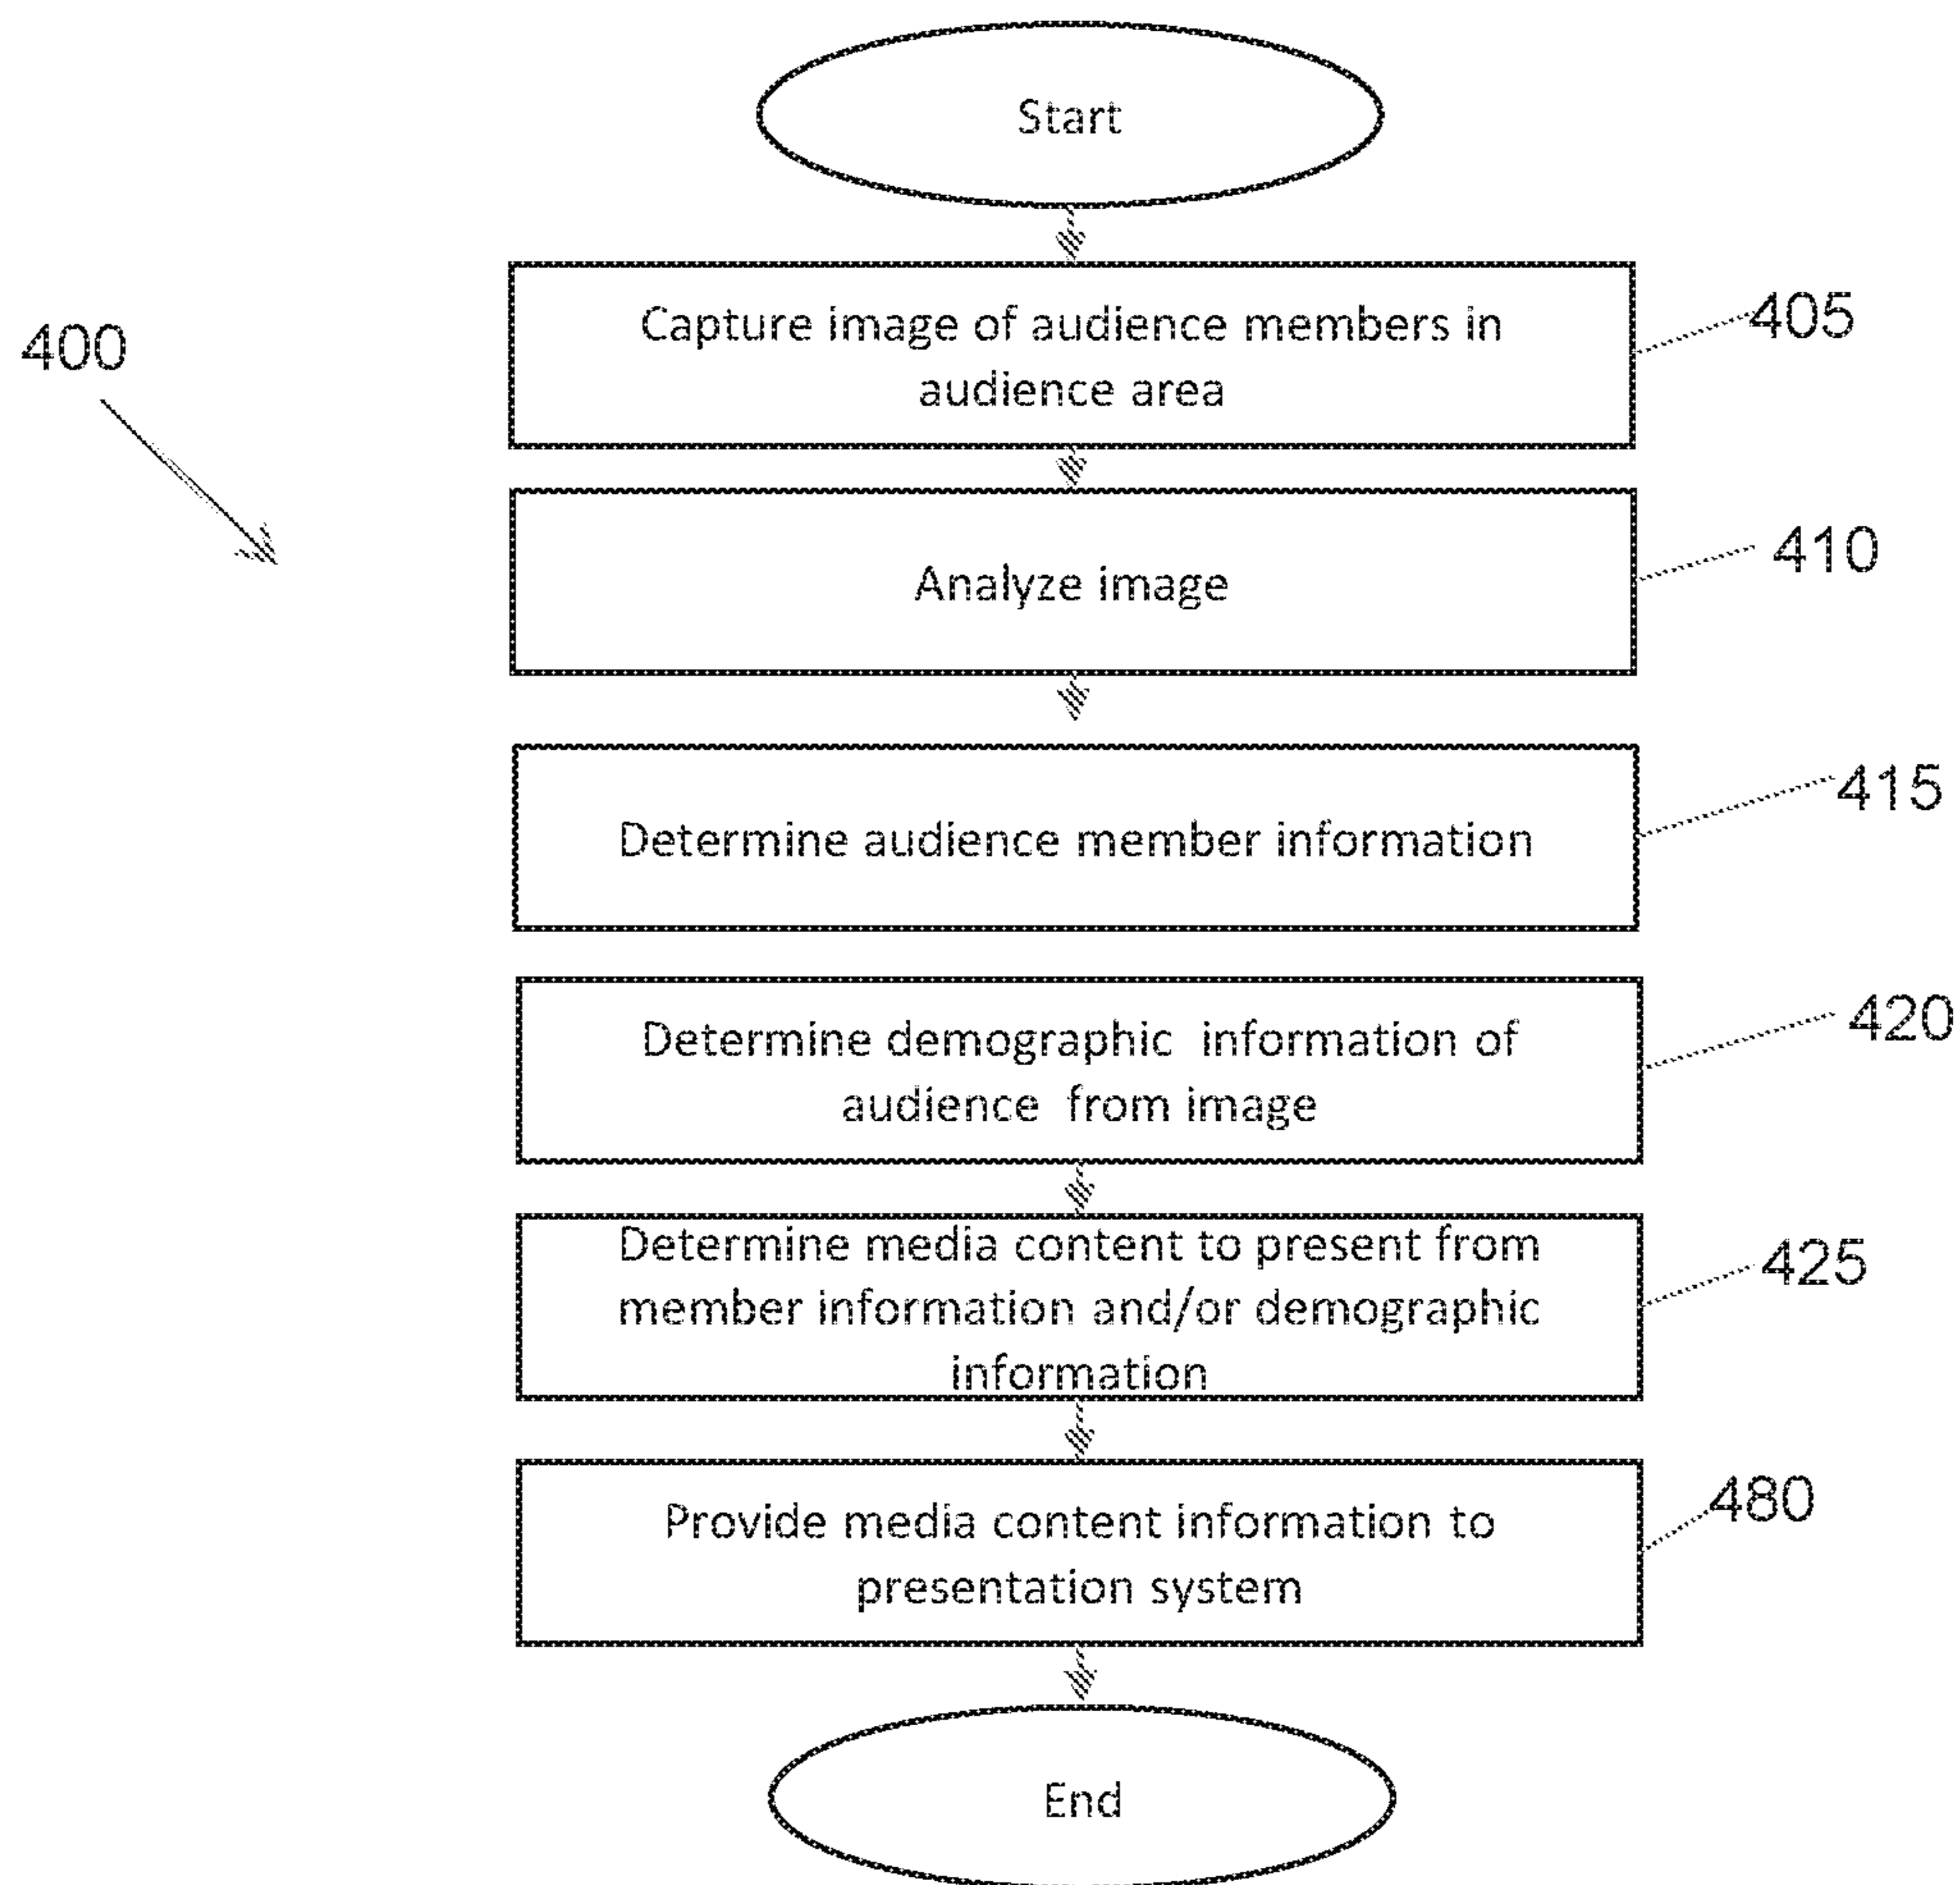 Start
400
Capture image of audience members in
audience area
405
Analyze image
410
Determine audience member information
415
Determine demographic information of
audience from image
420
Determine media content to present from
member information and/or demographic
information
425
Provide media content information to
presentation system
480
End